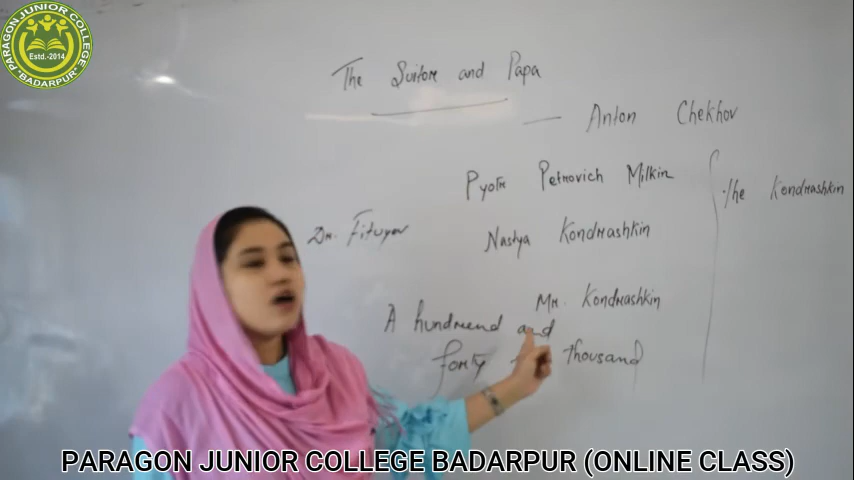 PARAGON JUNIOR COLLEGE
Estd.-2014
BADARPUR
The Suitor and Papa
Anton Chekhov
Pyotr Petrovich Milkin
the Kondrashkin
Dr. Fituyev
Nastya Kondrashkin
Mr. Kondrashkin
A hundrend and
forty thousand
PARAGON JUNIOR COLLEGE BADARPUR (ONLINE CLASS)